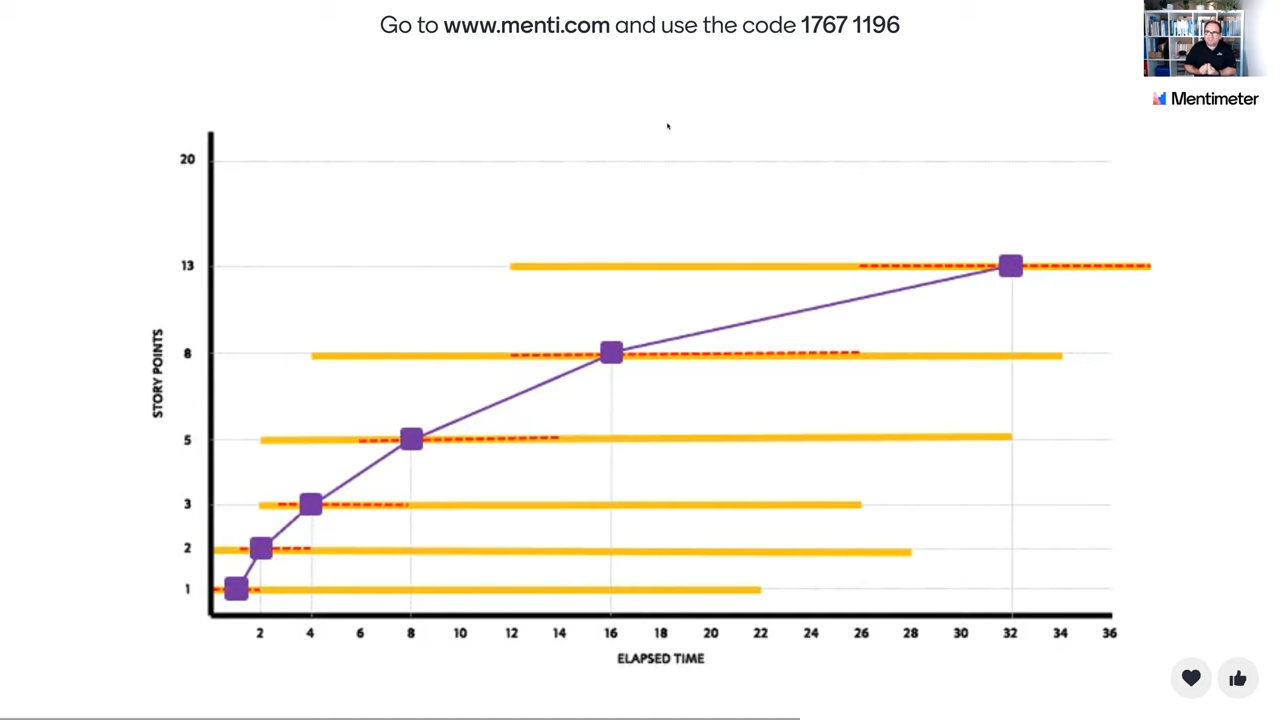 Go to www.menti.com and use the code 1767 1196
Mentimeter
20
13
8
5
3
2
1
STORY POINTS
2 4 6 8 10 12 14 16 18 20 22 24 26 28 30 32 34 36
ELAPSED TIME